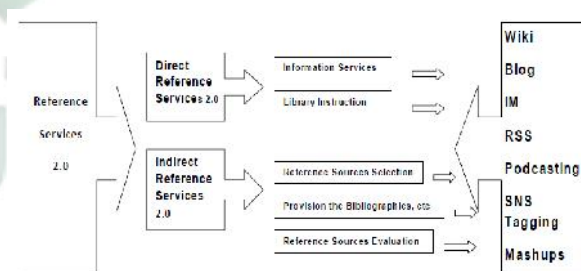 Reference
Services
2.0
Direct
Reference
Services 2.0
Indirect
Reference
Services
2.0
Information Services
Library Instruction
Reference Sources Selection
Provision the Bibliographics, etc
Reference Sources Evaluation
Wiki
Blog
IM
RSS
Podcasting
SNS
Tagging
Mashups